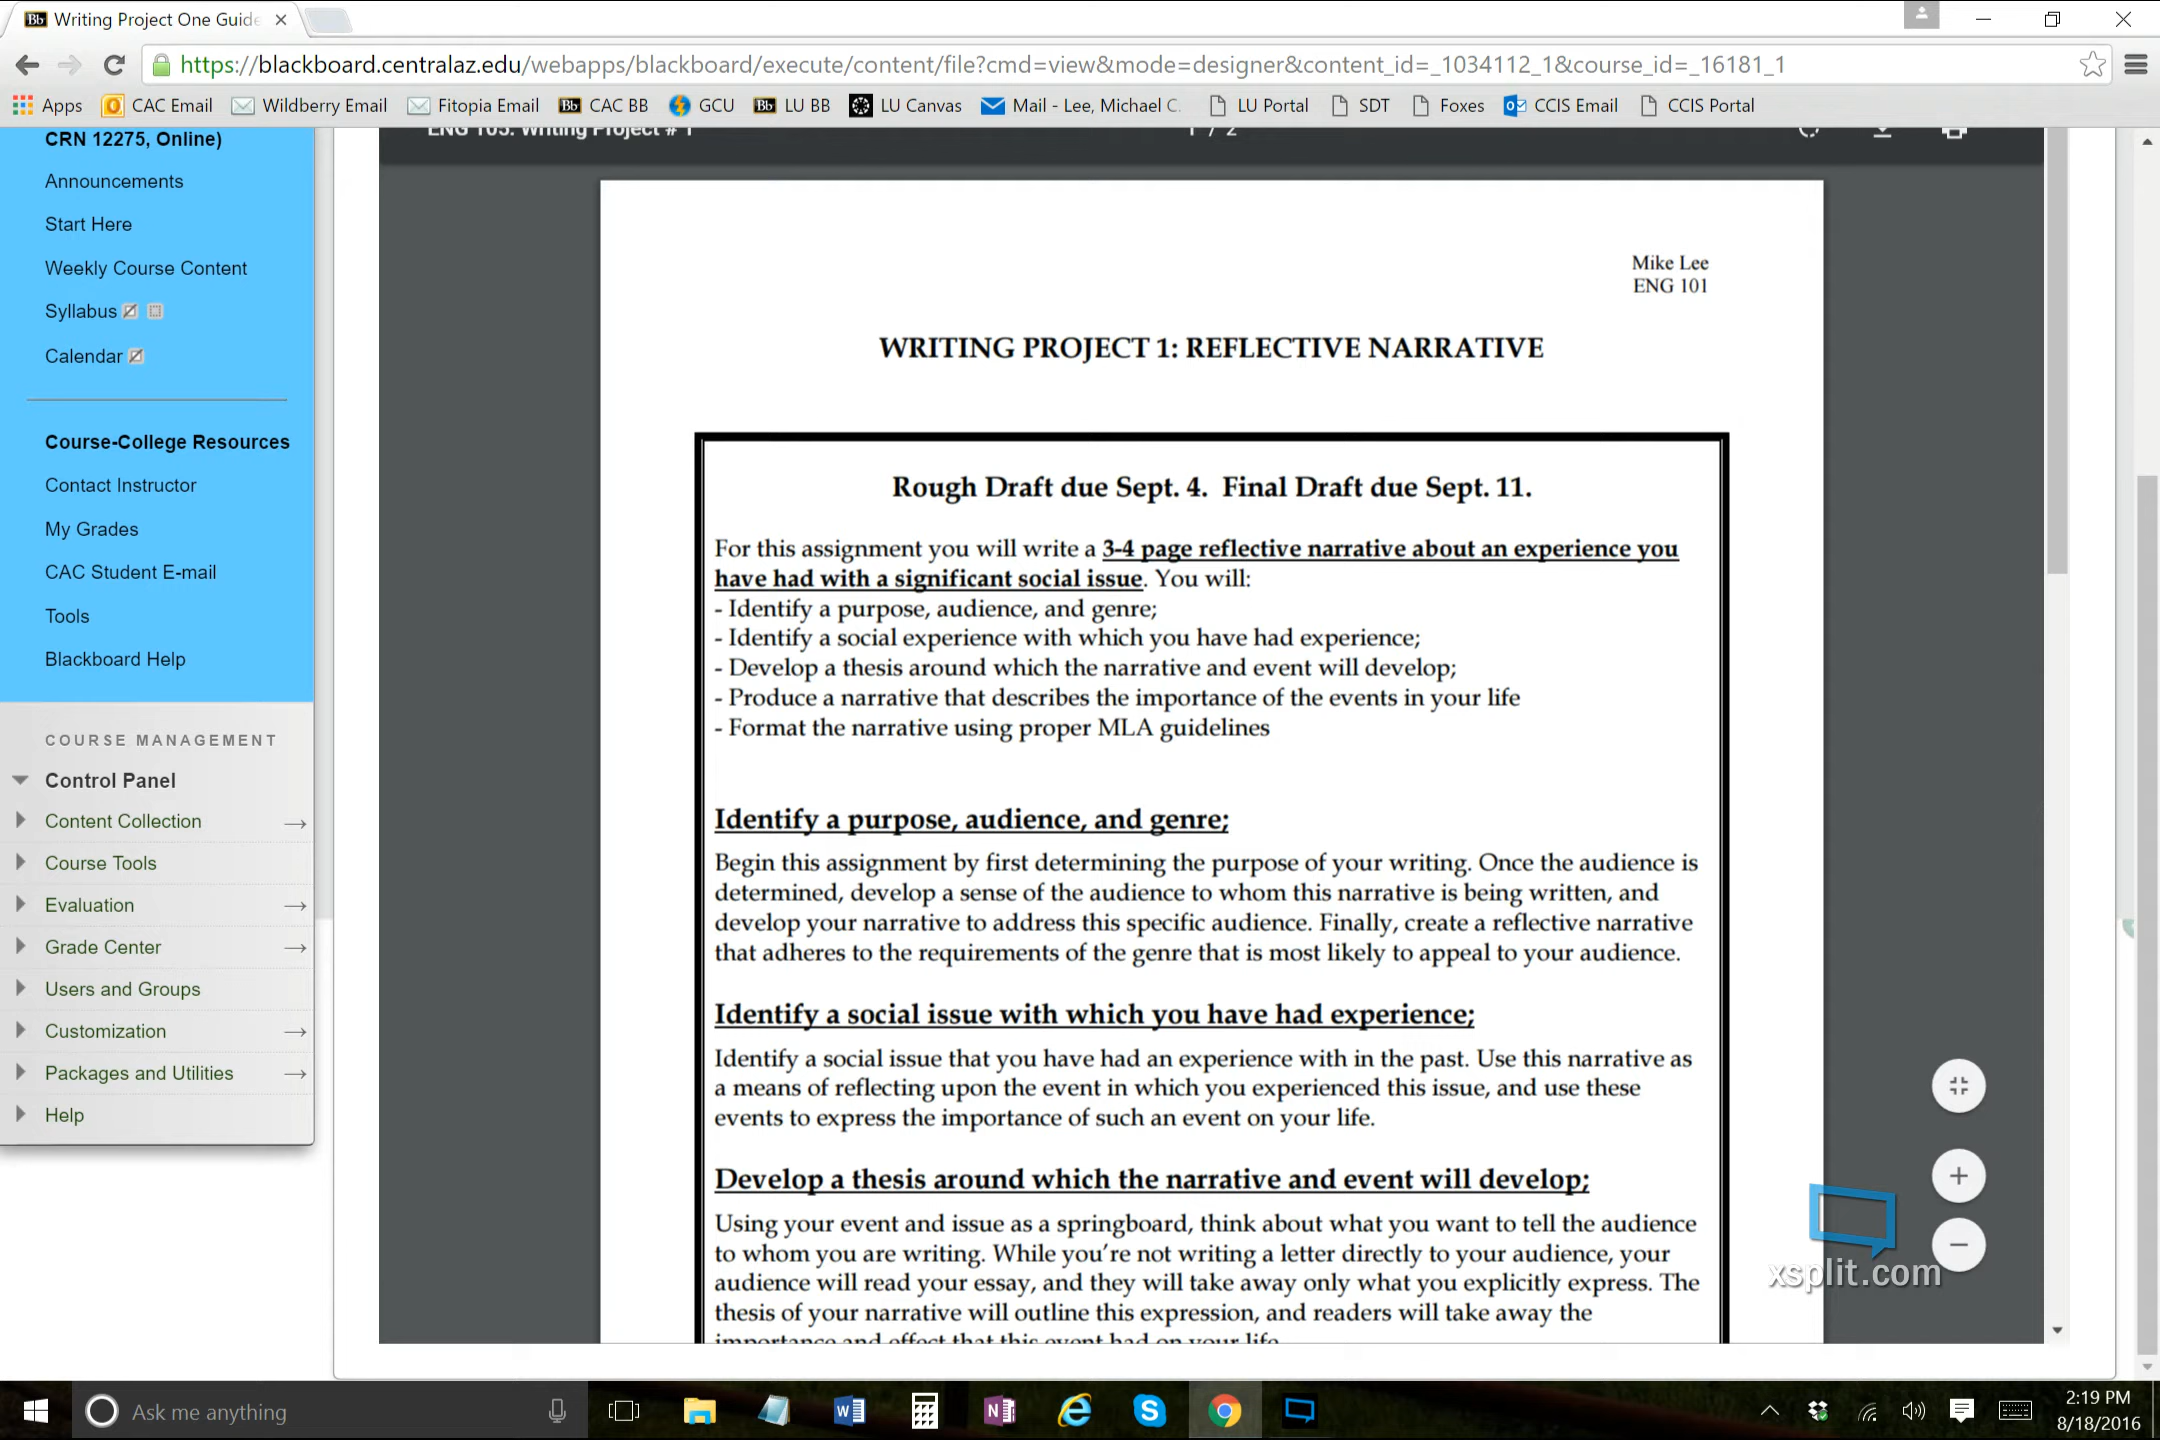 Writing Project One Guide
https://blackboard.centralaz.edu/webapps/blackboard/execute/content/file?cmd=view&mode=designer&content_id=_1034112_1&course_id=_16181_1
Apps CAC Email Wildberry Email Fitopia Email CAC BB GCU LU BB LU Canvas Mail - Lee, Michael C. LU Portal SDT Foxes CCIS Email CCIS Portal
CRN 12275, Online)
Announcements
Start Here
Weekly Course Content
Syllabus
Calendar
Course-College Resources
Contact Instructor
My Grades
CAC Student E-mail
Tools
Blackboard Help
COURSE MANAGEMENT
Control Panel
Content Collection
Course Tools
Evaluation
Grade Center
Users and Groups
Customization
Packages and Utilities
Help
ENG 105: Writing Project # 1 1 / 2
Mike Lee
ENG 101
WRITING PROJECT 1: REFLECTIVE NARRATIVE
Rough Draft due Sept. 4. Final Draft due Sept. 11.
For this assignment you will write a 3-4 page reflective narrative about an experience you
have had with a significant social issue. You will:
- Identify a purpose, audience, and genre;
- Identify a social experience with which you have had experience;
- Develop a thesis around which the narrative and event will develop;
- Produce a narrative that describes the importance of the events in your life
- Format the narrative using proper MLA guidelines
Identify a purpose, audience, and genre;
Begin this assignment by first determining the purpose of your writing. Once the audience is
determined, develop a sense of the audience to whom this narrative is being written, and
develop your narrative to address this specific audience. Finally, create a reflective narrative
that adheres to the requirements of the genre that is most likely to appeal to your audience.
Identify a social issue with which you have had experience;
Identify a social issue that you have had an experience with in the past. Use this narrative as
a means of reflecting upon the event in which you experienced this issue, and use these
events to express the importance of such an event on your life.
Develop a thesis around which the narrative and event will develop;
Using your event and issue as a springboard, think about what you want to tell the audience
to whom you are writing. While you're not writing a letter directly to your audience, your
audience will read your essay, and they will take away only what you explicitly express. The
thesis of your narrative will outline this expression, and readers will take away the
importance and effect that this event had on your life.
xsplit.com
Ask me anything
2:19 PM
8/18/2016